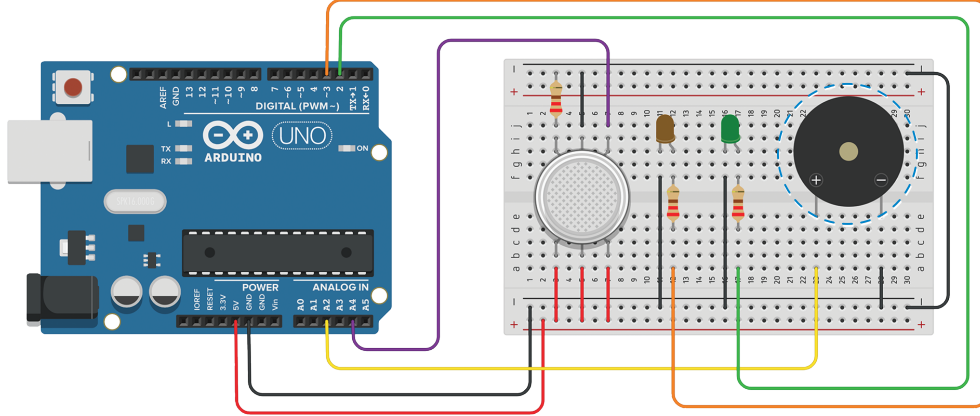 AREF
GND
13
12
~11
~10
~9
8
7
~6
~5
4
~3
2
TX→1
RX←0
DIGITAL (PWM~)
L
TX
RX
ARDUINO
UNO
ON
POWER
ANALOG IN
IOREF
RESET
3.3V
5V
GND
GND
Vin
A0
A1
A2
A3
A4
A5
j
i
h
g
f
e
d
c
b
a
j
i
h
g
f
e
d
c
b
a